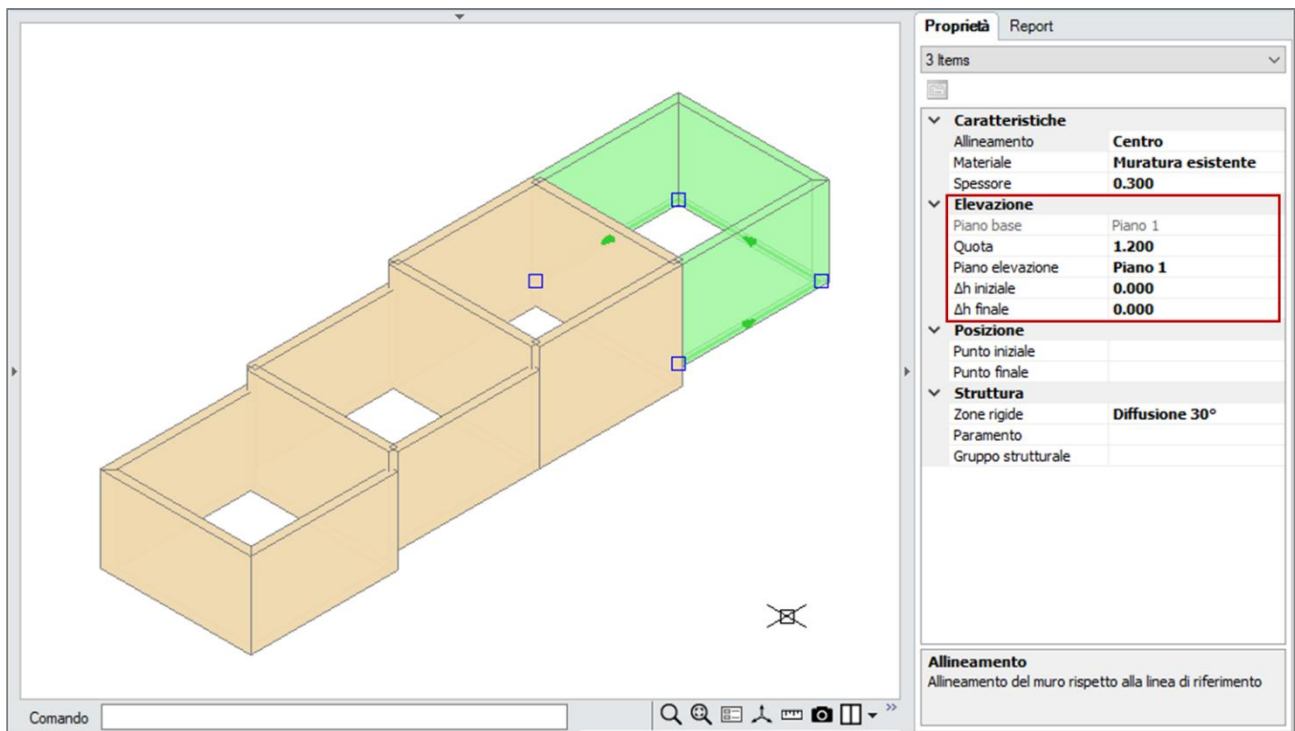 Proprietà Report
3 Items
Caratteristiche
Allineamento Centro
Materiale Muratura esistente
Spessore 0.300
Elevazione
Piano base Piano 1
Quota 1.200
Piano elevazione Piano 1
Δh iniziale 0.000
Δh finale 0.000
Posizione
Punto iniziale
Punto finale
Struttura
Zone rigide Diffusione 30°
Paramento
Gruppo strutturale
Allineamento
Allineamento del muro rispetto alla linea di riferimento
Comando